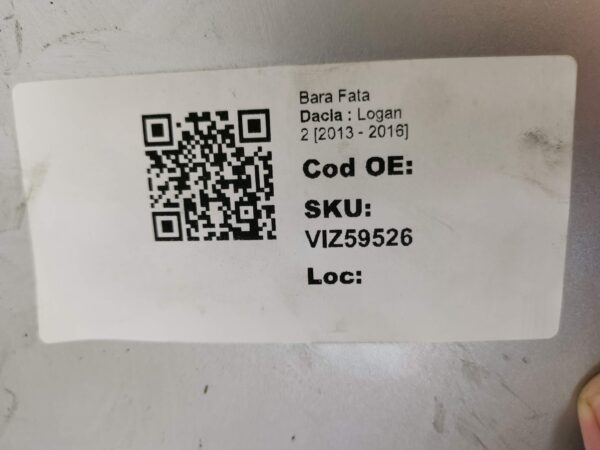 Bara Fata
Dacia : Logan
2 [2013 - 2016]
Cod OE:
SKU:
VIZ59526
Loc: